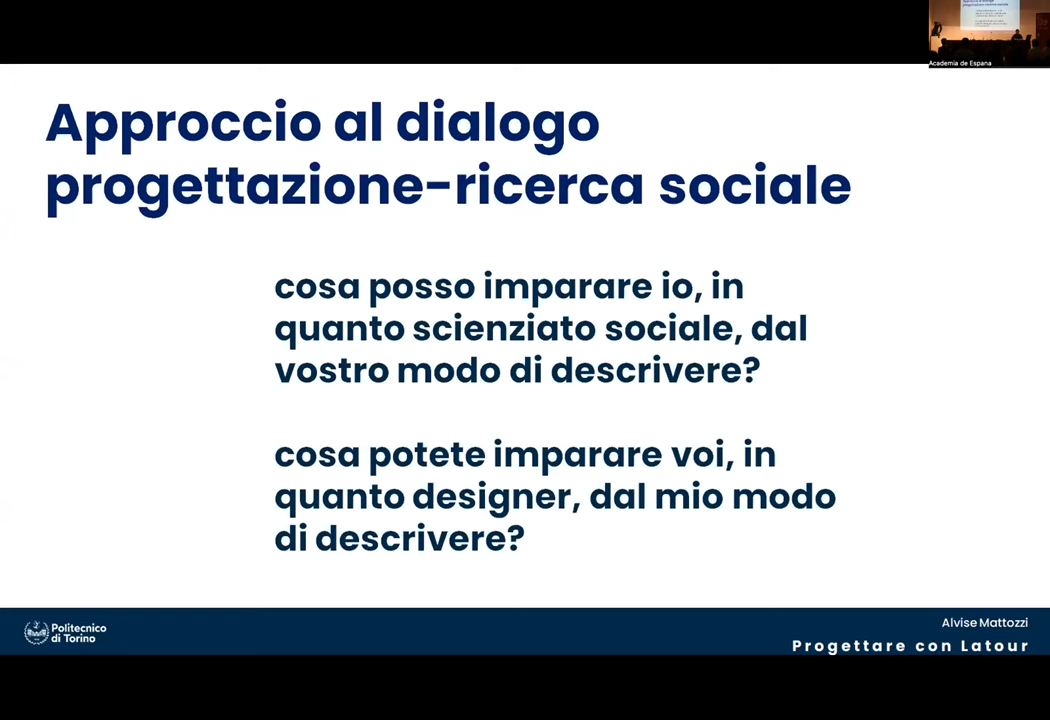 Academia de Espana
Approccio al dialogo
progettazione-ricerca sociale
cosa posso imparare io, in
quanto scienziato sociale, dal
vostro modo di descrivere?
cosa potete imparare voi, in
quanto designer, dal mio modo
di descrivere?
Politecnico
di Torino
Alvise Mattozzi
Progettare con Latour